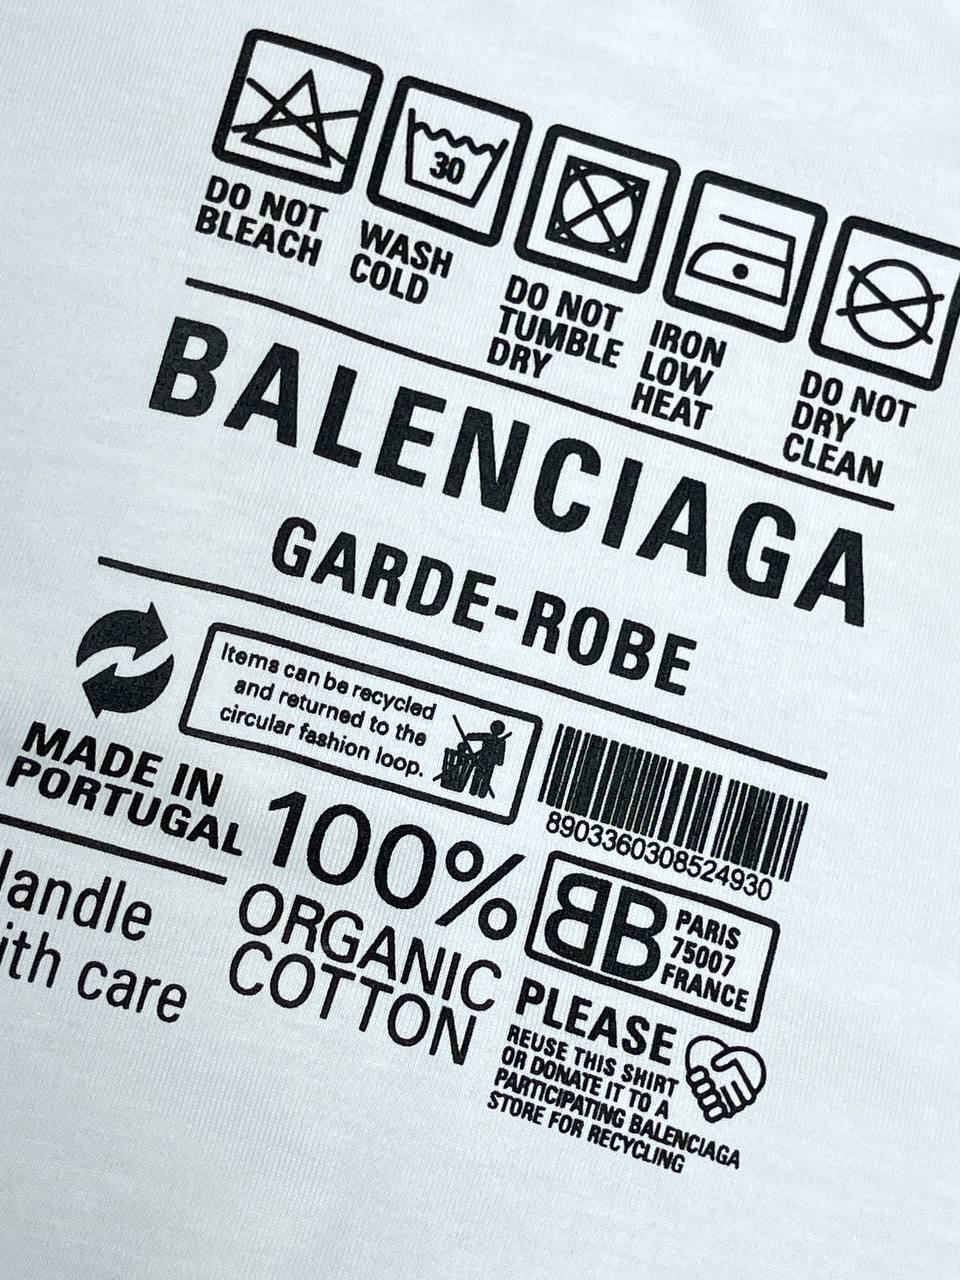 DO NOT
BLEACH
30
WASH
COLD
DO NOT
TUMBLE
DRY
IRON
LOW
HEAT
DO NOT
DRY
CLEAN
BALENCIAGA
GARDE-ROBE
Items can be recycled
and returned to the
circular fashion loop.
8903360308524930
MADE IN
PORTUGAL
100%
ORGANIC
COTTON
BB
PARIS
75007
FRANCE
landle
ith care
PLEASE
REUSE THIS SHIRT
OR DONATE IT TO A
PARTICIPATING BALENCIAGA
STORE FOR RECYCLING